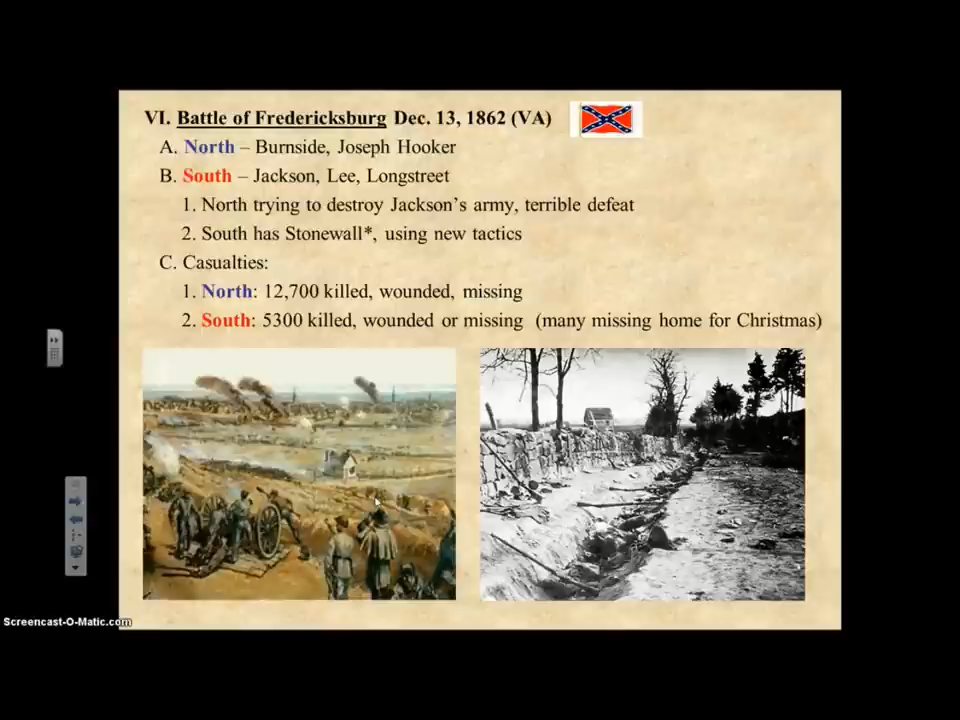 VI. Battle of Fredericksburg Dec. 13, 1862 (VA)
A. North – Burnside, Joseph Hooker
B. South – Jackson, Lee, Longstreet
1. North trying to destroy Jackson’s army, terrible defeat
2. South has Stonewall*, using new tactics
C. Casualties:
1. North: 12,700 killed, wounded, missing
2. South: 5300 killed, wounded or missing (many missing home for Christmas)
Screencast-O-Matic.com